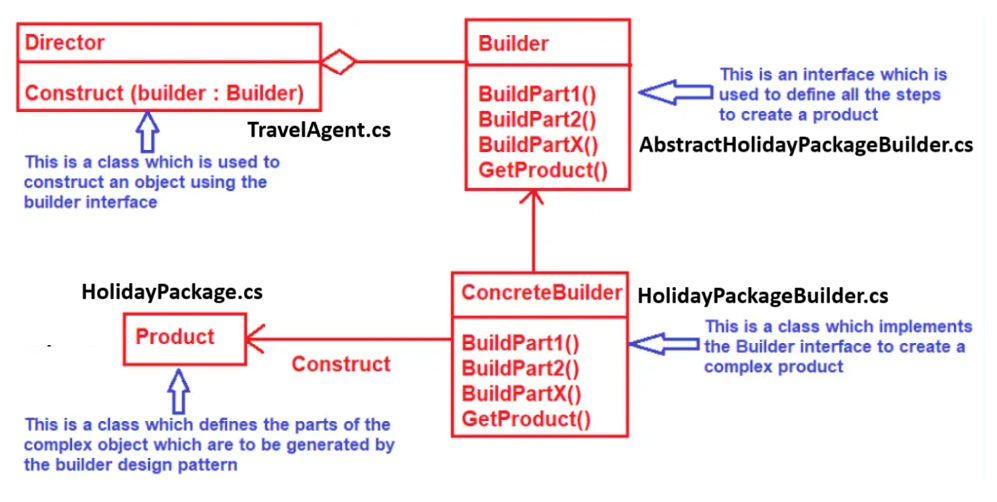 Director
Construct (builder : Builder)
TravelAgent.cs
This is a class which is used to
construct an object using the
builder interface
Builder
BuildPart1()
BuildPart2()
BuildPartX()
GetProduct()
This is an interface which is
used to define all the steps
to create a product
AbstractHolidayPackageBuilder.cs
HolidayPackage.cs
Product
Construct
This is a class which defines the parts of the
complex object which are to be generated by
the builder design pattern
ConcreteBuilder
BuildPart1()
BuildPart2()
BuildPartX()
GetProduct()
HolidayPackageBuilder.cs
This is a class which implements
the Builder interface to create a
complex product